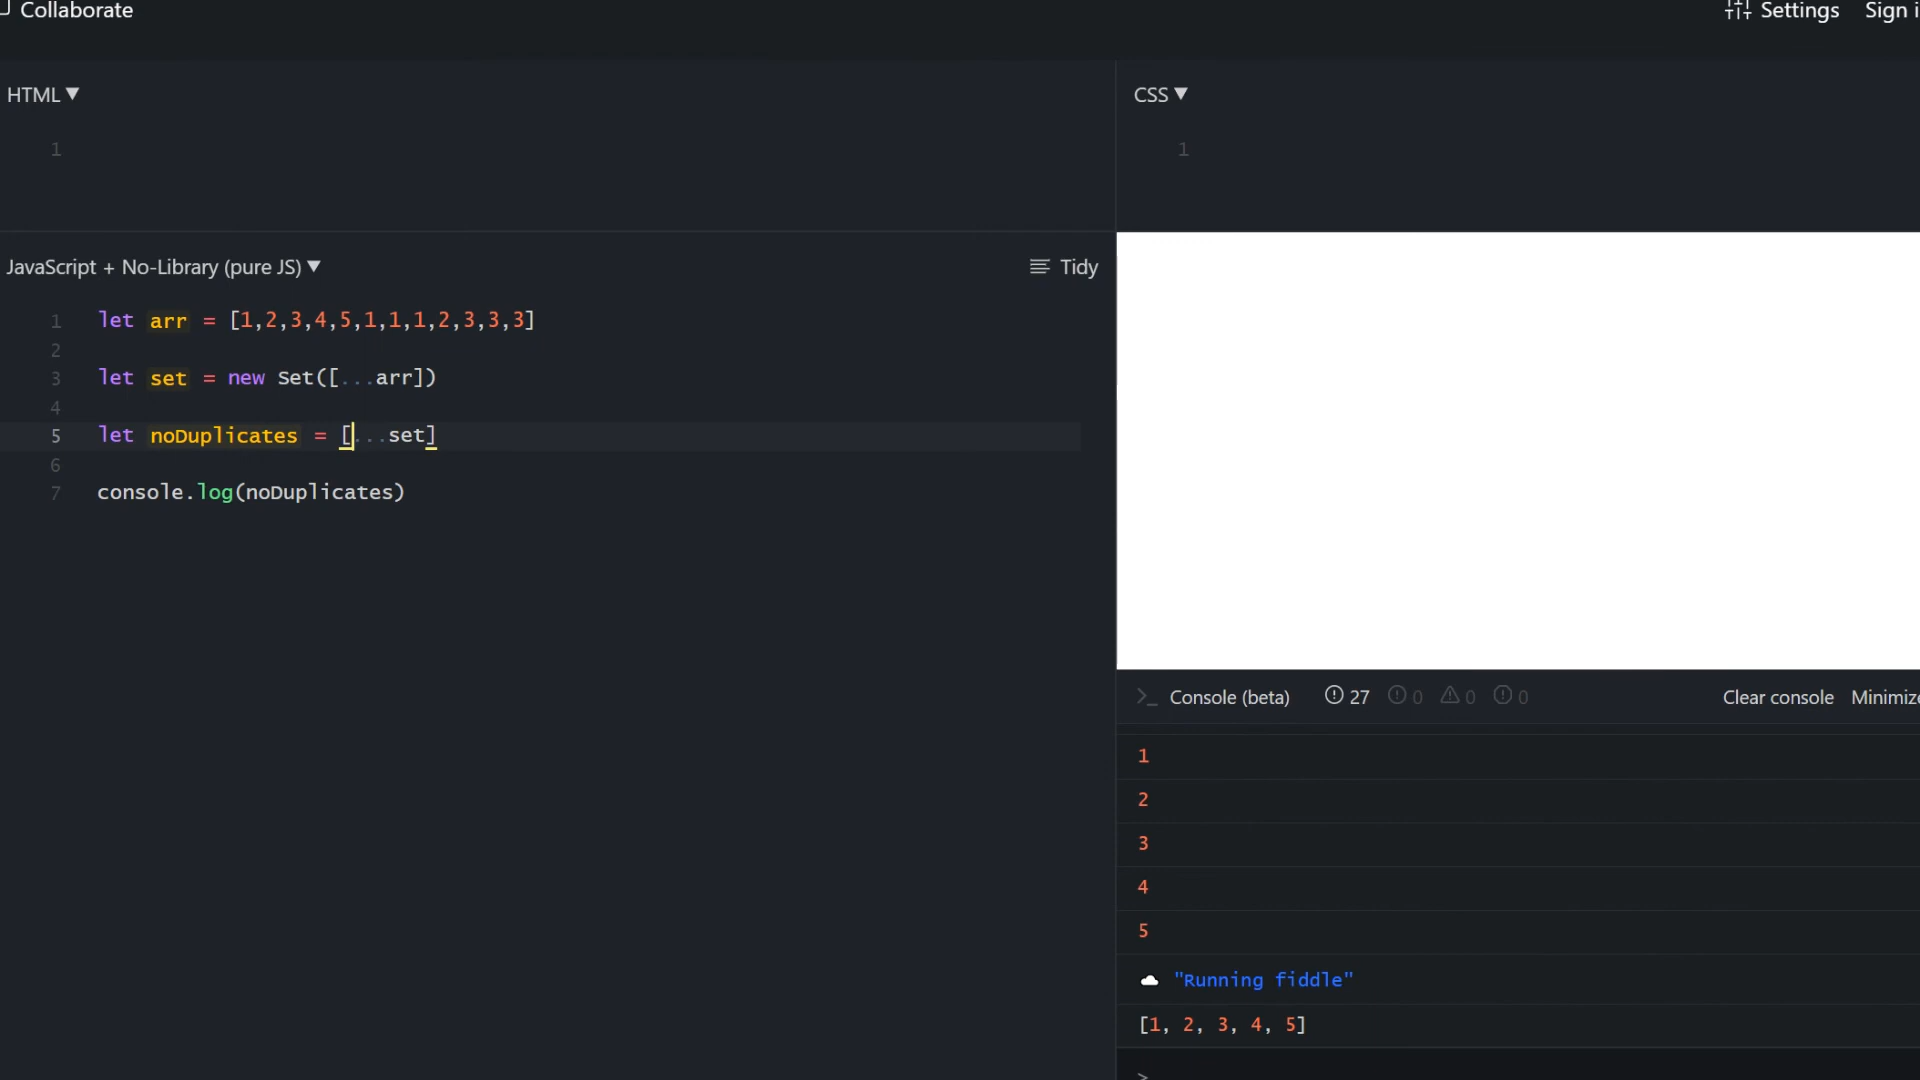 Collaborate
Settings
Sign i
HTML ▼
1
CSS ▼
1
JavaScript + No-Library (pure JS) ▼
Tidy
1 let arr = [1,2,3,4,5,1,1,1,2,3,3,3]
2
3 let set = new Set([...arr])
4
5 let noDuplicates = [...set]
6
7 console.log(noDuplicates)
>_ Console (beta) 27 0 0 0
Clear console
Minimize
1
2
3
4
5
"Running fiddle"
[1, 2, 3, 4, 5]
>